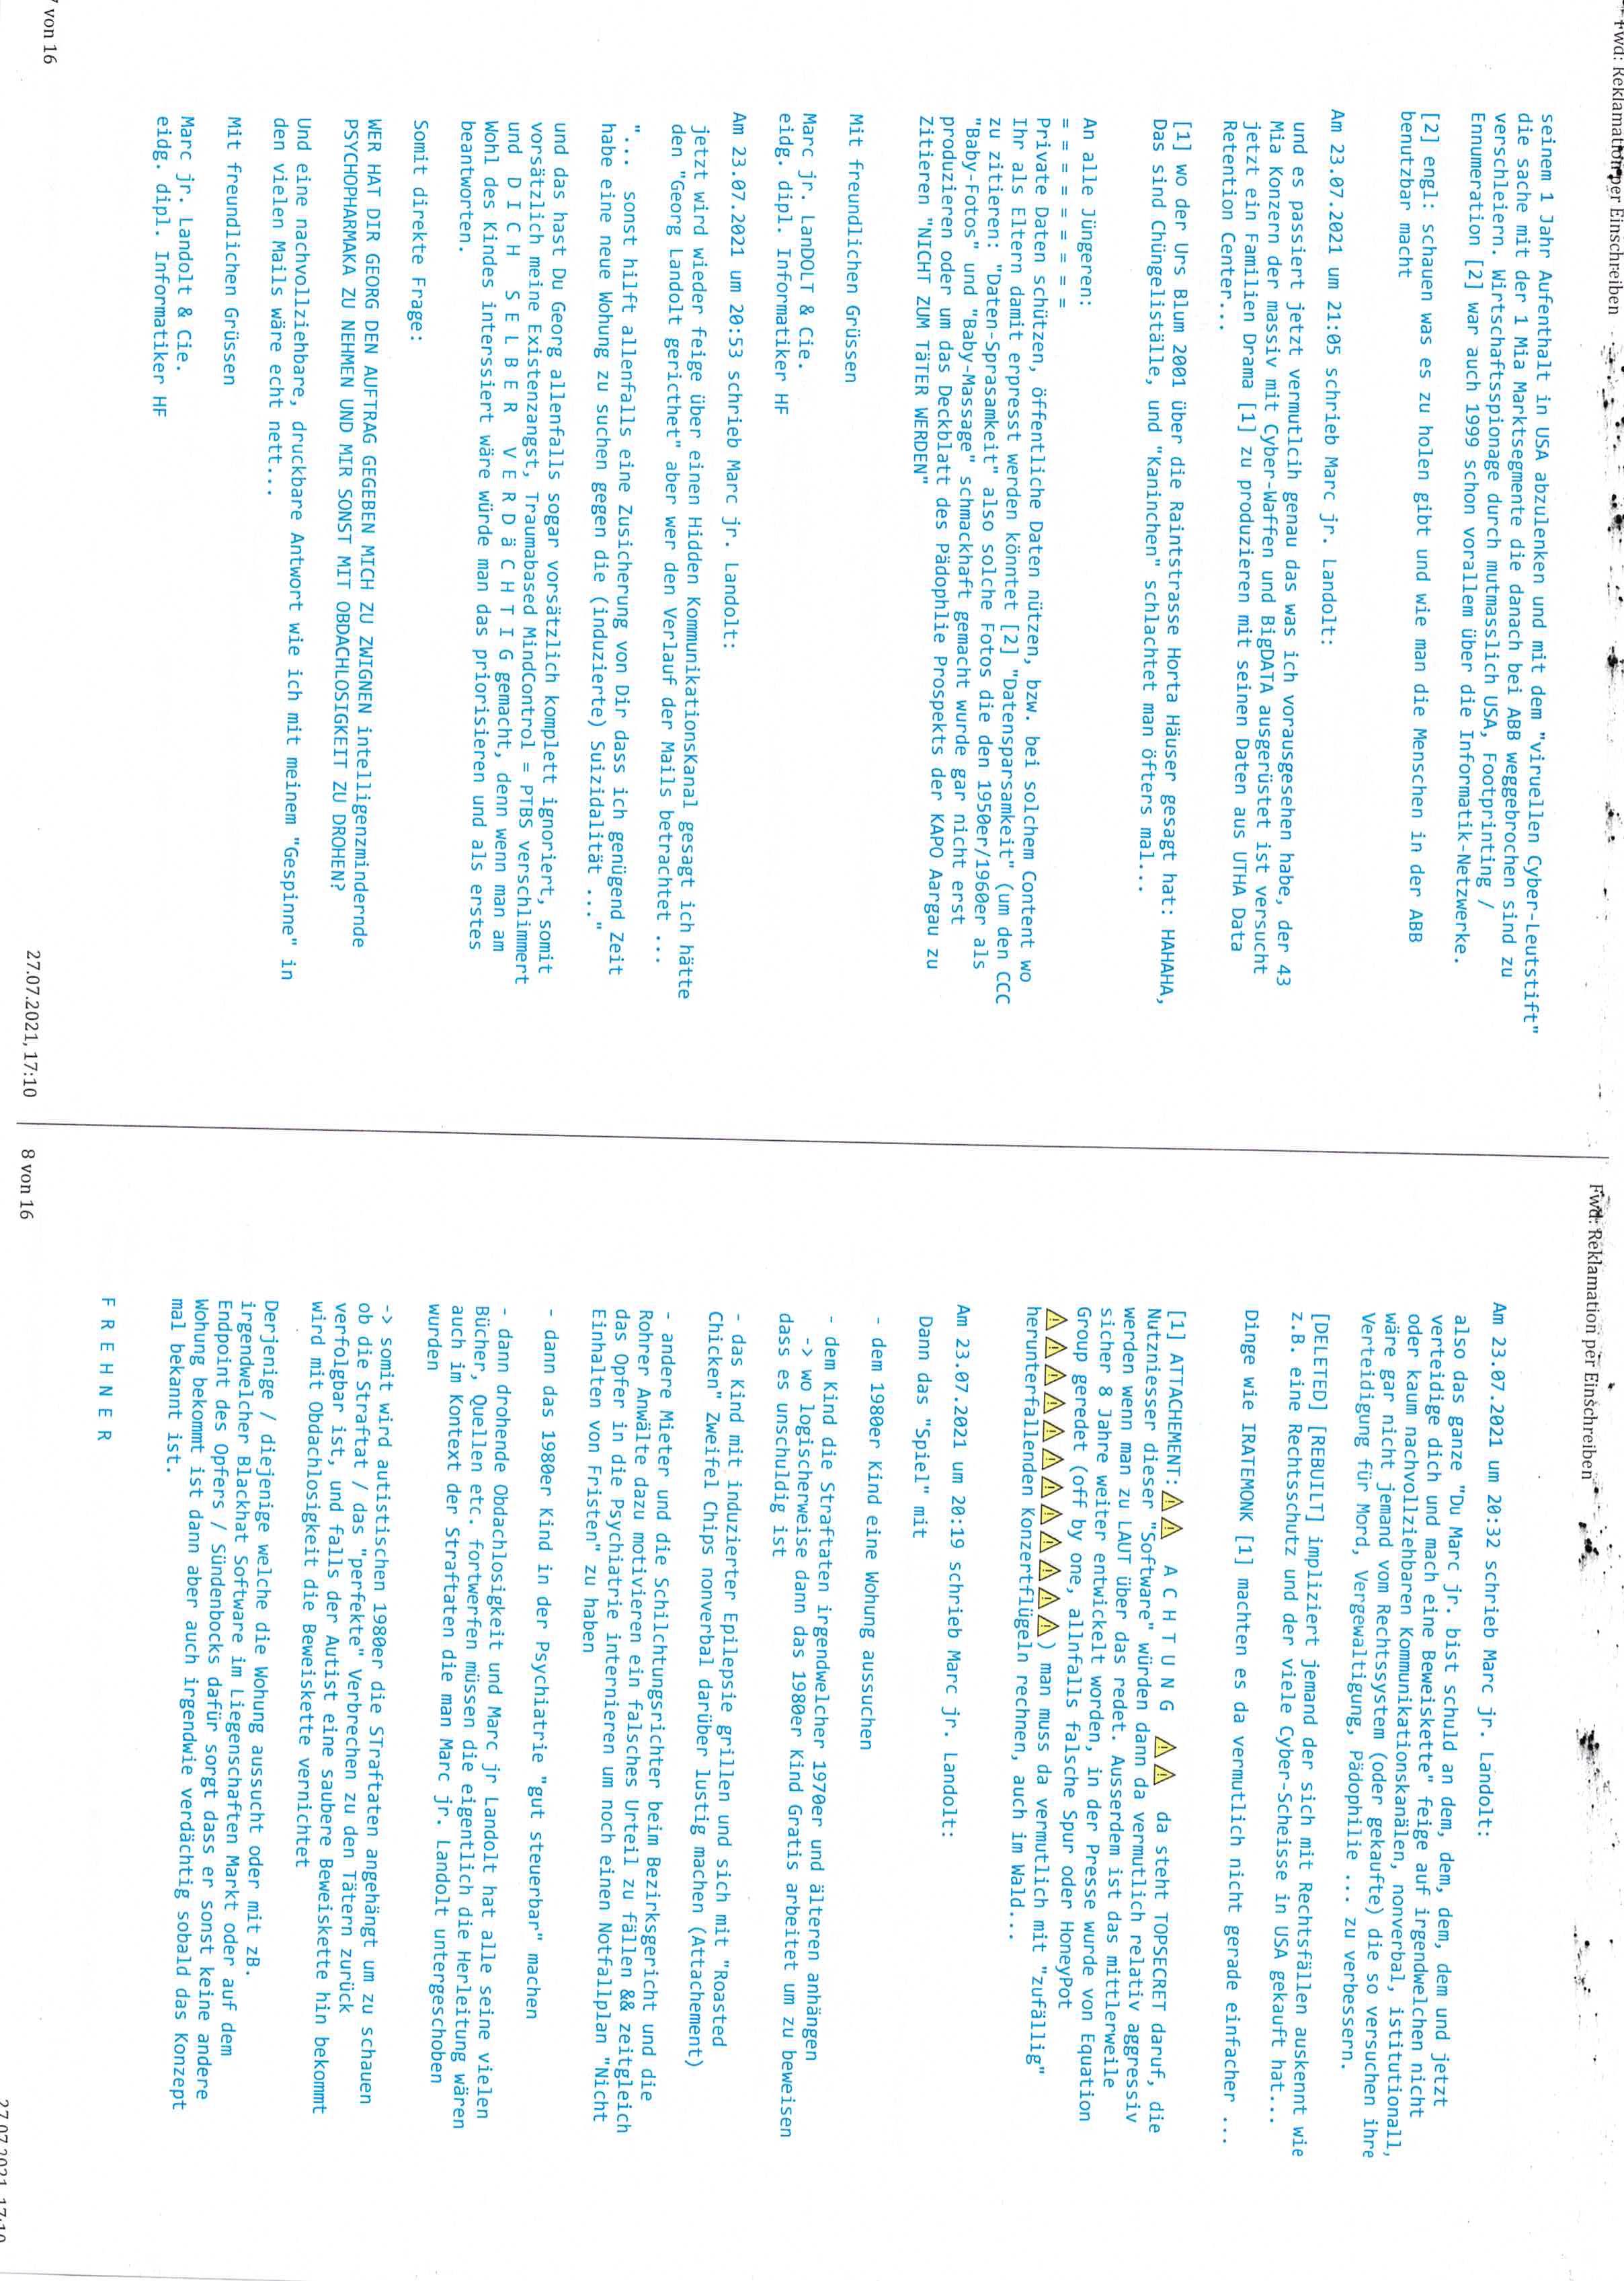 Fwd: Reklamation per Einschreiben
seinem 1 Jahr Aufenthalt in USA abzulenken und mit dem "viruellen Cyber-Leutstift"
die sache mit der 1 Mia Marktsegmente die danach bei ABB weggebrochen sind zu
verschleiern. Wirtschaftsspionage durch mutmasslich USA, Footprinting /
Ennumeration [2] war auch 1999 schon vorallem über die Informatik-Netzwerke.
[2] engl: schauen was es zu holen gibt und wie man die Menschen in der ABB
benutzbar macht
Am 23.07.2021 um 21:05 schrieb Marc jr. Landolt:
und es passiert jetzt vermutlcih genau das was ich vorausgesehen habe, der 43
Mia Konzern der massiv mit Cyber-Waffen und BigDATA ausgerüstet ist versucht
jetzt ein Familien Drama [1] zu produzieren mit seinen Daten aus UTHA Data
Retention Center...
[1] wo der Urs Blum 2001 über die Raintstrasse Horta Häuser gesagt hat: HAHAHA,
Das sind Chüngeliställe, und "Kaninchen" schlachtet man öfters mal...
An alle Jüngeren:
= = = = = = = =
Private Daten schützen, öffentliche Daten nützen, bzw. bei solchem Content wo
Ihr als Eltern damit erpresst werden könntet [2] "Datensparsamkeit" (um den CCC
zu zitieren: "Daten-Sprasamkeit" also solche Fotos die den 1950er/1960er als
"Baby-Fotos" und "Baby-Massage" schmackhaft gemacht wurde gar nicht erst
produzieren oder um das Deckblatt des Pädophlie Prospekts der KAPO Aargau zu
Zitieren "NICHT ZUM TäTER WERDEN"
Mit freundlichen Grüssen
Marc jr. LanDOLT & Cie.
eidg. dipl. Informatiker HF
Am 23.07.2021 um 20:53 schrieb Marc jr. Landolt:
jetzt wird wieder feige über einen Hidden KommunikationsKanal gesagt ich hätte
den "Georg Landolt gericthet" aber wer den Verlauf der Mails betrachtet ...
"... sonst hilft allenfalls eine Zusicherung von Dir dass ich genügend Zeit
habe eine neue Wohung zu suchen gegen die (induzierte) Suizidalität ..."
und das hast Du Georg allenfalls sogar vorsätzlich komplett ignoriert, somit
vorsätzlich meine Existenzangst, Traumabased MindControl = PTBS verschlimmert
und D I C H S E L B E R V E R D ä C H T I G gemacht, denn wenn man am
Wohl des Kindes interssiert wäre würde man das priorisieren und als erstes
beantworten.
Somit direkte Frage:
WER HAT DIR GEORG DEN AUFTRAG GEGEBEN MICH ZU ZWIGNEN intelligenzmindernde
PSYCHOPHARMAKA ZU NEHMEN UND MIR SONST MIT OBDACHLOSIGKEIT ZU DROHEN?
Und eine nachvollziehbare, druckbare Antwort wie ich mit meinem "Gespinne" in
den vielen Mails wäre echt nett...
Mit freundlichen Grüssen
Marc jr. Landolt & Cie.
eidg. dipl. Informatiker HF
7 von 16
27.07.2021, 17:10
Fwd: Reklamation per Einschreiben
Am 23.07.2021 um 20:32 schrieb Marc jr. Landolt:
also das ganze "Du Marc jr. bist schuld an dem, dem, dem, dem, dem und jetzt
verteidige dich und mach eine Beweiskette" feige auf irgendwelchen nicht
oder kaum nachvollziehbaren Kommunikationskanälen, nonverbal, istitutionall,
wäre gar nicht jemand vom Rechtssystem (oder gekaufte) die so versuchen ihre
Verteidigung für Mord, Vergewaltigung, Pädophilie ... zu verbessern.
[DELETED] [REBUILT] impliziert jemand der sich mit Rechtsfällen auskennt wie
z.B. eine Rechtsschutz und der viele Cyber-Scheisse in USA gekauft hat...
Dinge wie IRATEMONK [1] machten es da vermutlich nicht gerade einfacher ...
[1] ATTACHEMENT:⚠⚠ A C H T U N G ⚠⚠ da steht TOPSECRET daruf, die
Nutzniesser dieser "Software" würden dann da vermutlich relativ aggressiv
werden wenn man zu LAUT über das redet. Ausserdem ist das mittlerweile
sicher 8 Jahre weiter entwickelt worden, in der Presse wurde von Equation
Group geredet (off by one, allnfalls falsche Spur oder HoneyPot
⚠⚠⚠⚠⚠⚠⚠⚠⚠⚠⚠⚠) man muss da vermutlich mit "zufällig"
herunterfallenden Konzertflügeln rechnen, auch im Wald...
Am 23.07.2021 um 20:19 schrieb Marc jr. Landolt:
Dann das "Spiel" mit
- dem 1980er Kind eine Wohung aussuchen
- dem Kind die Straftaten irgendwelcher 1970er und älteren anhängen
-> wo logischerweise dann das 1980er Kind Gratis arbeitet um zu beweisen
dass es unschuldig ist
- das Kind mit induzierter Epilepsie grillen und sich mit "Roasted
Chicken" Zweifel Chips nonverbal darüber lustig machen (Attachement)
- andere Mieter und die Schilchtungsrichter beim Bezirksgericht und die
Rohrer Anwälte dazu motivieren ein falsches Urteil zu fällen && zeitgleich
das Opfer in die Psychiatrie internieren um noch einen Notfallplan "Nicht
Einhalten von Fristen" zu haben
- dann das 1980er Kind in der Psychiatrie "gut steuerbar" machen
- dann drohende Obdachlosigkeit und Marc jr Landolt hat alle seine vielen
Bücher, Quellen etc. fortwerfen müssen die eigentlich die Herleitung wären
auch im Kontext der Straftaten die man Marc jr. Landolt untergeschoben
wurden
-> somit wird autistischen 1980er die STraftaten angehängt um zu schauen
ob die Straftat / das "perfekte" Verbrechen zu den Tätern zurück
verfolgbar ist, und falls der Autist eine saubere Beweiskette hin bekommt
wird mit Obdachlosigkeit die Beweiskette vernichtet
Derjenige / diejenige welche die Wohung aussucht oder mit zB.
irgendwelcher Blackhat Software im Liegenschaften Markt oder auf dem
Endpoint des Opfers / Sündenbocks dafür sorgt dass er sonst keine andere
Wohung bekommt ist dann aber auch irgendwie verdächtig sobald das Konzept
mal bekannt ist.
F R E H N E R
8 von 16
27.07.2021, 17:10